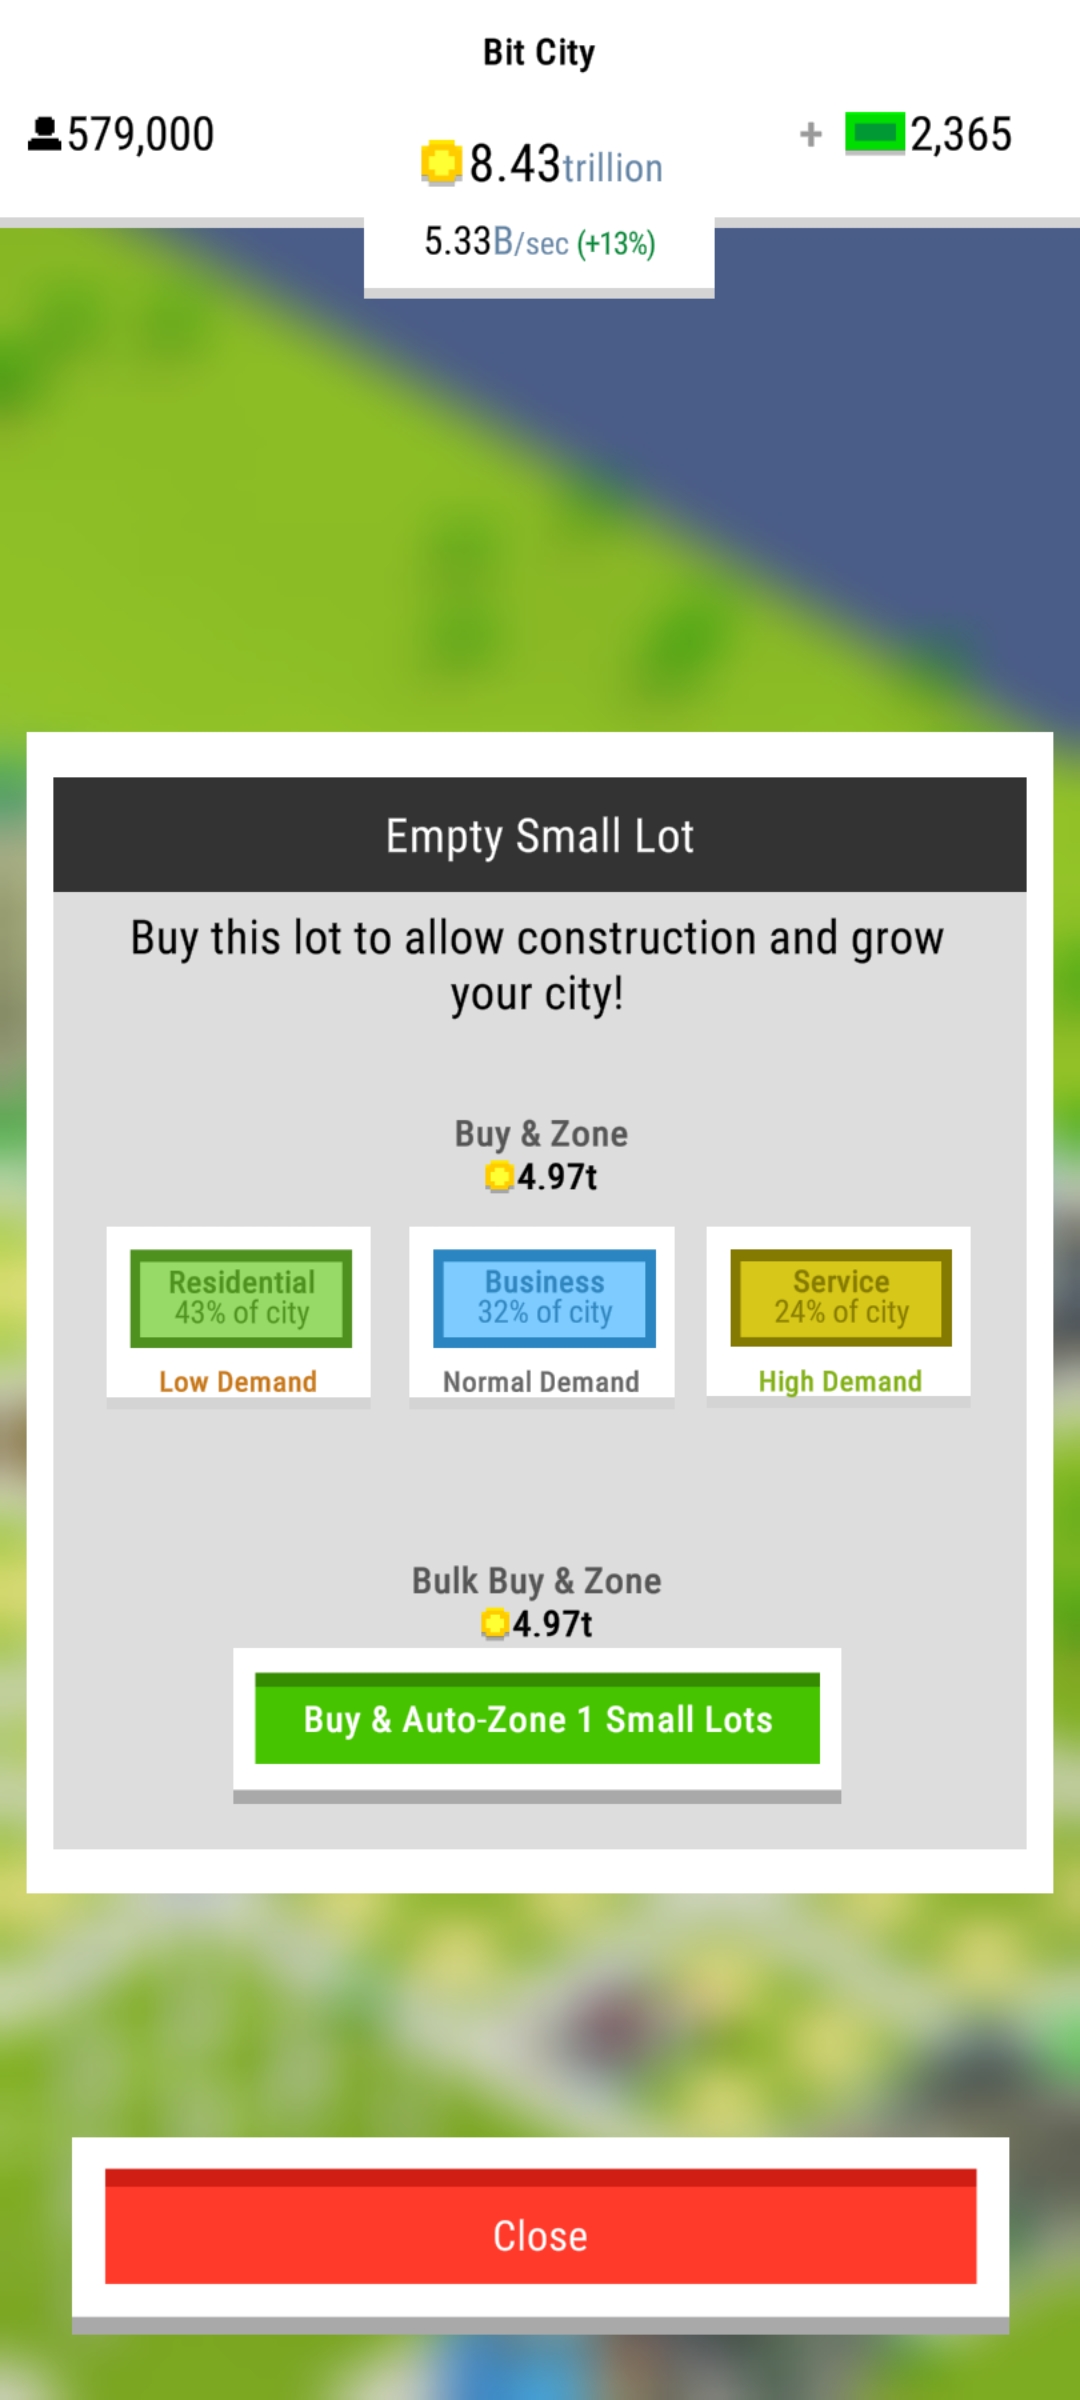 Bit City
579,000
8.43trillion
+ 2,365
5.33B/sec (+13%)
Empty Small Lot
Buy this lot to allow construction and grow
your city!
Buy & Zone
4.97t
Residential
43% of city
Low Demand
Business
32% of city
Normal Demand
Service
24% of city
High Demand
Bulk Buy & Zone
4.97t
Buy & Auto-Zone 1 Small Lots
Close